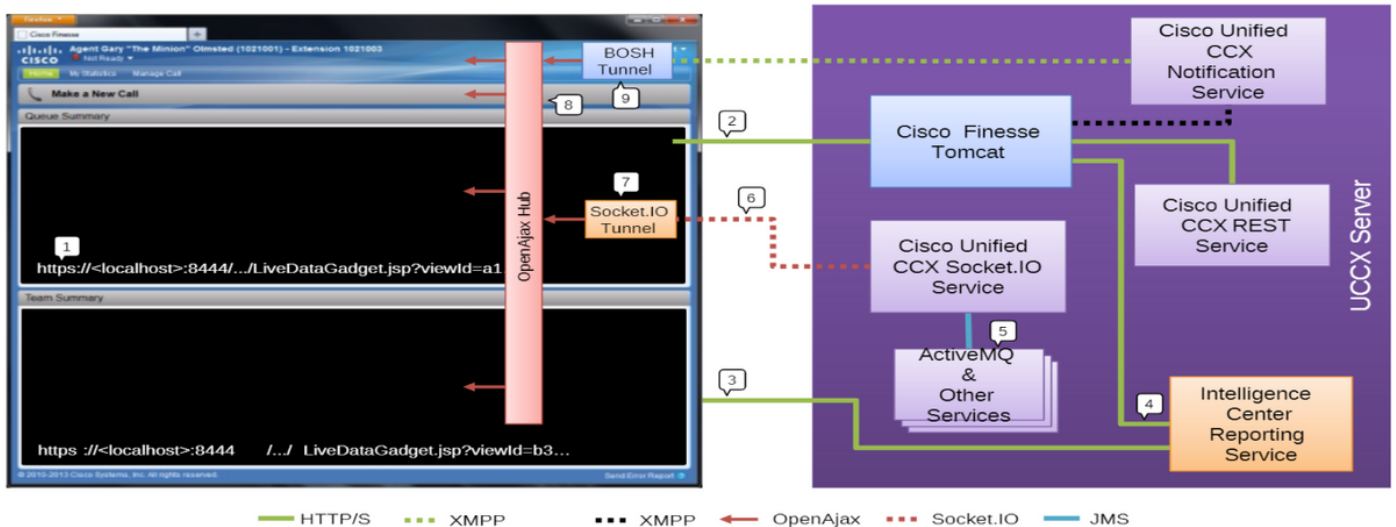 Firefox
Cisco Finesse
CISCO
Agent Gary "The Minion" Olmsted (1021001) - Extension 1021003
Not Ready
Home
My Statistics
Manage Call
Make a New Call
Queue Summary
1
https://<localhost>:8444/.../LiveDataGadget.jsp?viewId=a1
Team Summary
https ://<localhost>:8444 /.../ LiveDataGadget.jsp?viewId=b3...
© 2010-2013 Cisco Systems, Inc. All rights reserved.
Send Error Report
OpenAjax Hub
8
BOSH
Tunnel
9
7
Socket.IO
Tunnel
2
6
3
Cisco Unified
CCX
Notification
Service
Cisco Finesse
Tomcat
Cisco Unified
CCX REST
Service
Cisco Unified
CCX Socket.IO
Service
5
ActiveMQ
&
Other
Services
4
Intelligence
Center
Reporting
Service
UCCX Server
HTTP/S
XMPP
XMPP
OpenAjax
Socket.IO
JMS